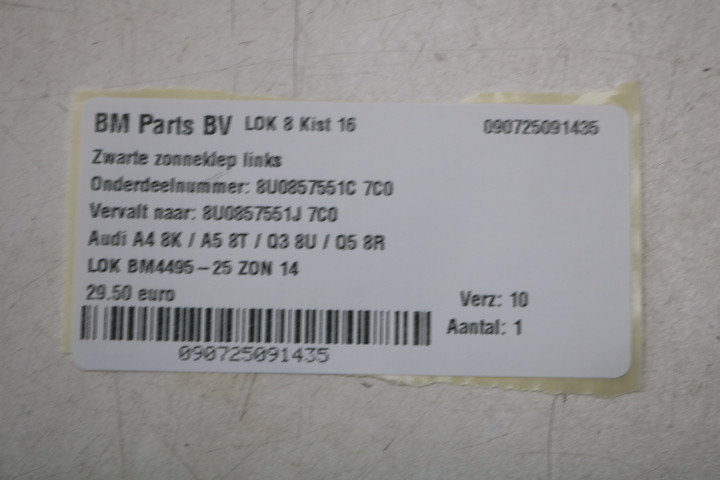 BM Parts BV LOK 8 Kist 16 090725091435
Zwarte zonneklep links
Onderdeelnummer: 8U0857551C 7C0
Vervalt naar: 8U0857551J 7C0
Audi A4 8K / A5 8T / Q3 8U / Q5 8R
LOK BM4495-25 ZON 14
29.50 euro Verz: 10
Aantal: 1
090725091435